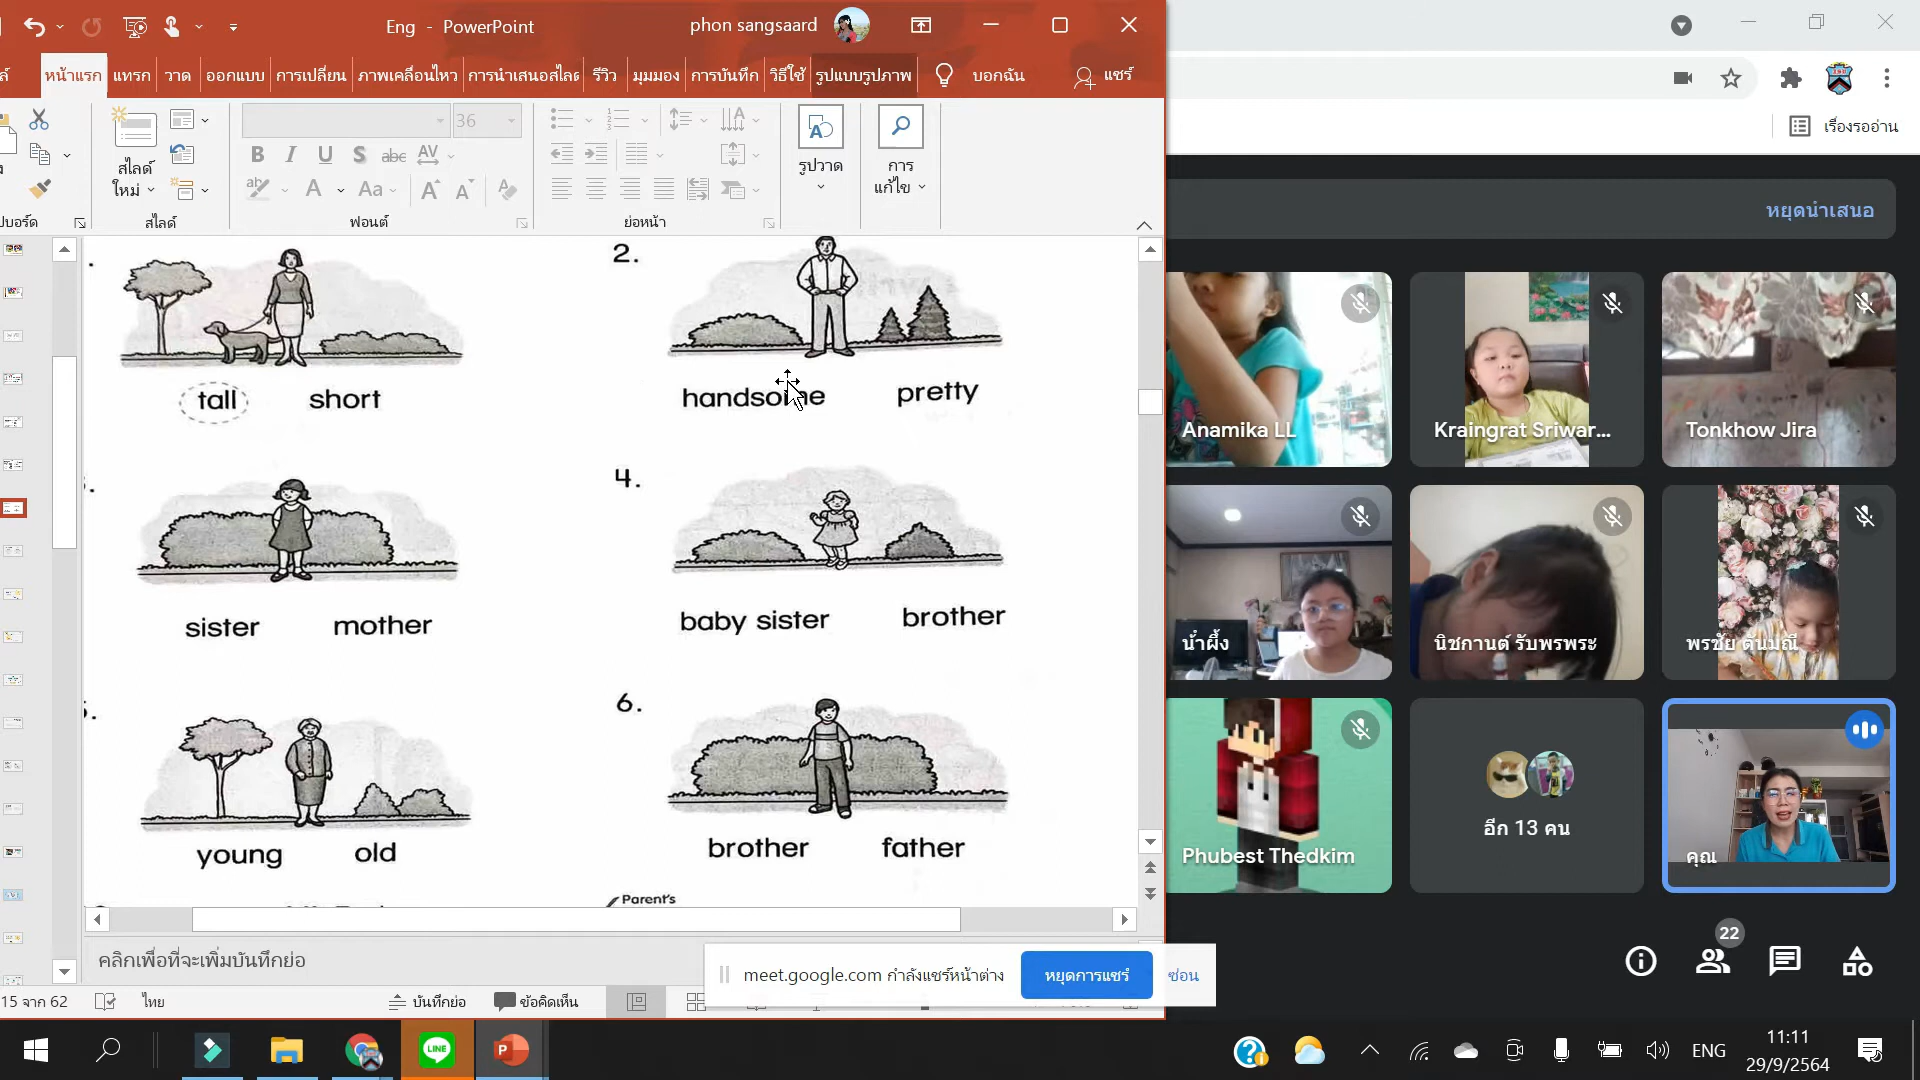 Eng - PowerPoint
phon sangsaard
หน้าแรก แทรก วาด ออกแบบ การเปลี่ยน ภาพเคลื่อนไหว การนำเสนอสไลด์ รีวิว มุมมอง การบันทึก วิธีใช้ รูปแบบรูปภาพ บอกฉัน แชร์
36
สไลด์ใหม่
รูปวาด
การแก้ไข
สไลด์ ฟอนต์ ย่อหน้า
เรื่องรออ่าน
หยุดนำเสนอ
2.
tall short
handsome pretty
4.
sister mother
baby sister brother
6.
young old
brother father
Parent's
Anamika LL
Kraingrat Sriwar...
Tonkhow Jira
น้ำผึ้ง
นิชกานต์ รับพรพระ
พรชัย ตันมณี
Phubest Thedkim
อีก 13 คน
คุณ
22
คลิกเพื่อที่จะเพิ่มบันทึกย่อ
meet.google.com กำลังแชร์หน้าต่าง
หยุดการแชร์
ซ่อน
15 จาก 62
ไทย
บันทึกย่อ
ข้อคิดเห็น
LINE
ENG
11:11
29/9/2564